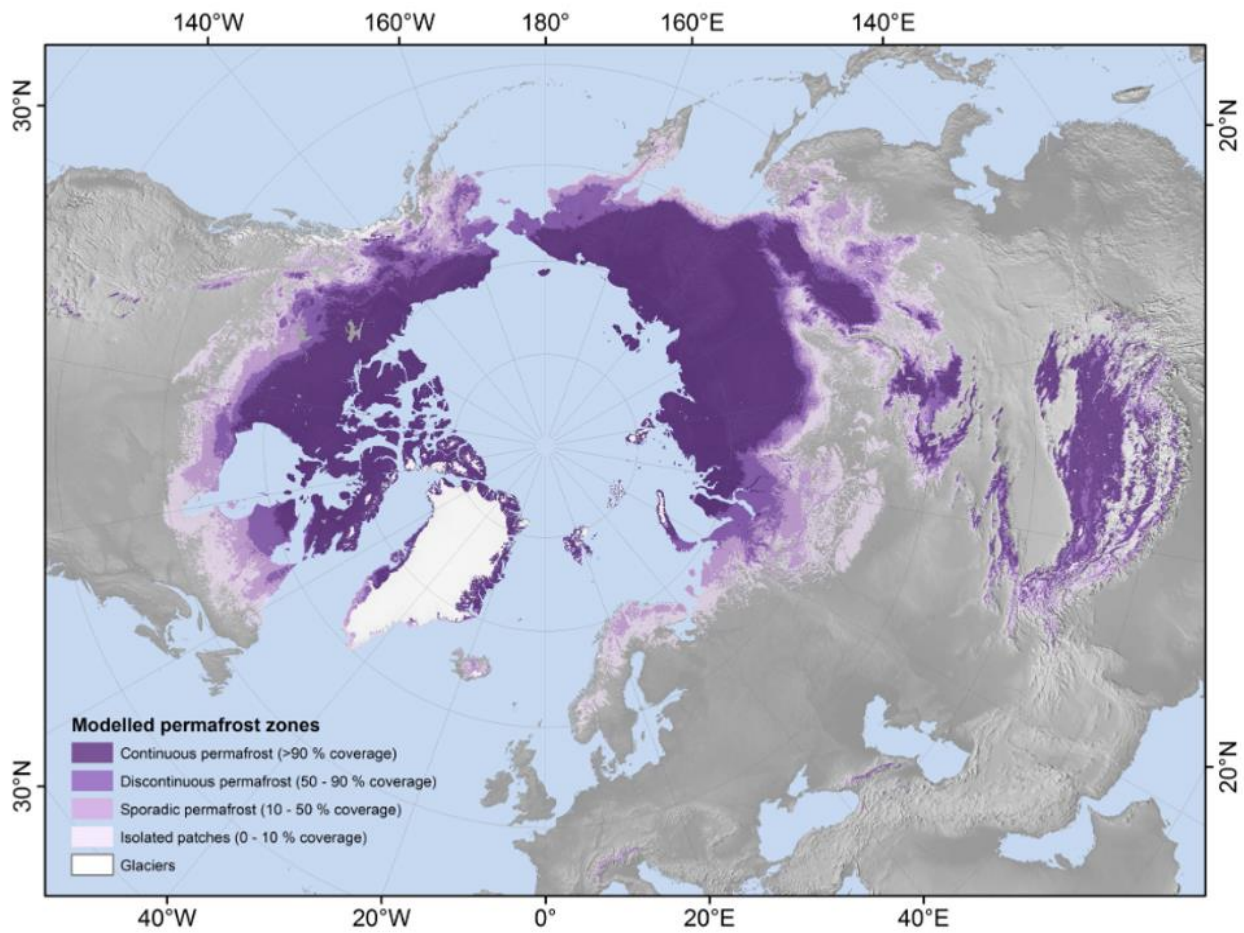 140°W 160°W 180° 160°E 140°E
30°N
20°N
Modelled permafrost zones
Continuous permafrost (>90 % coverage)
Discontinuous permafrost (50 - 90 % coverage)
Sporadic permafrost (10 - 50 % coverage)
Isolated patches (0 - 10 % coverage)
Glaciers
30°N
20°N
40°W 20°W 0° 20°E 40°E